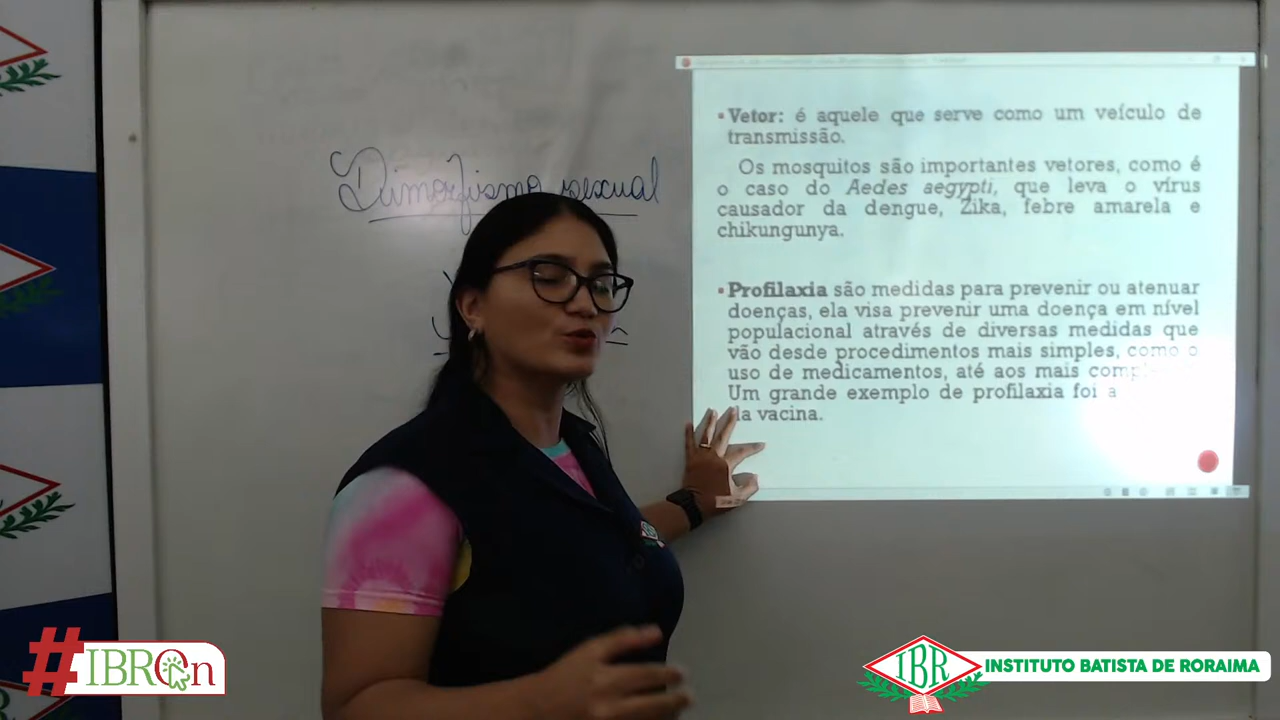 Dimorfismo sexual
•Vetor: é aquele que serve como um veículo de
transmissão.
Os mosquitos são importantes vetores, como é
o caso do Aedes aegypti, que leva o vírus
causador da dengue, Zika, febre amarela e
chikungunya.
•Profilaxia são medidas para prevenir ou atenuar
doenças, ela visa prevenir uma doença em nível
populacional através de diversas medidas que
vão desde procedimentos mais simples, como o
uso de medicamentos, até aos mais
Um grande exemplo de profilaxia foi a
vacina.
#IBROn
IBR INSTITUTO BATISTA DE RORAIMA